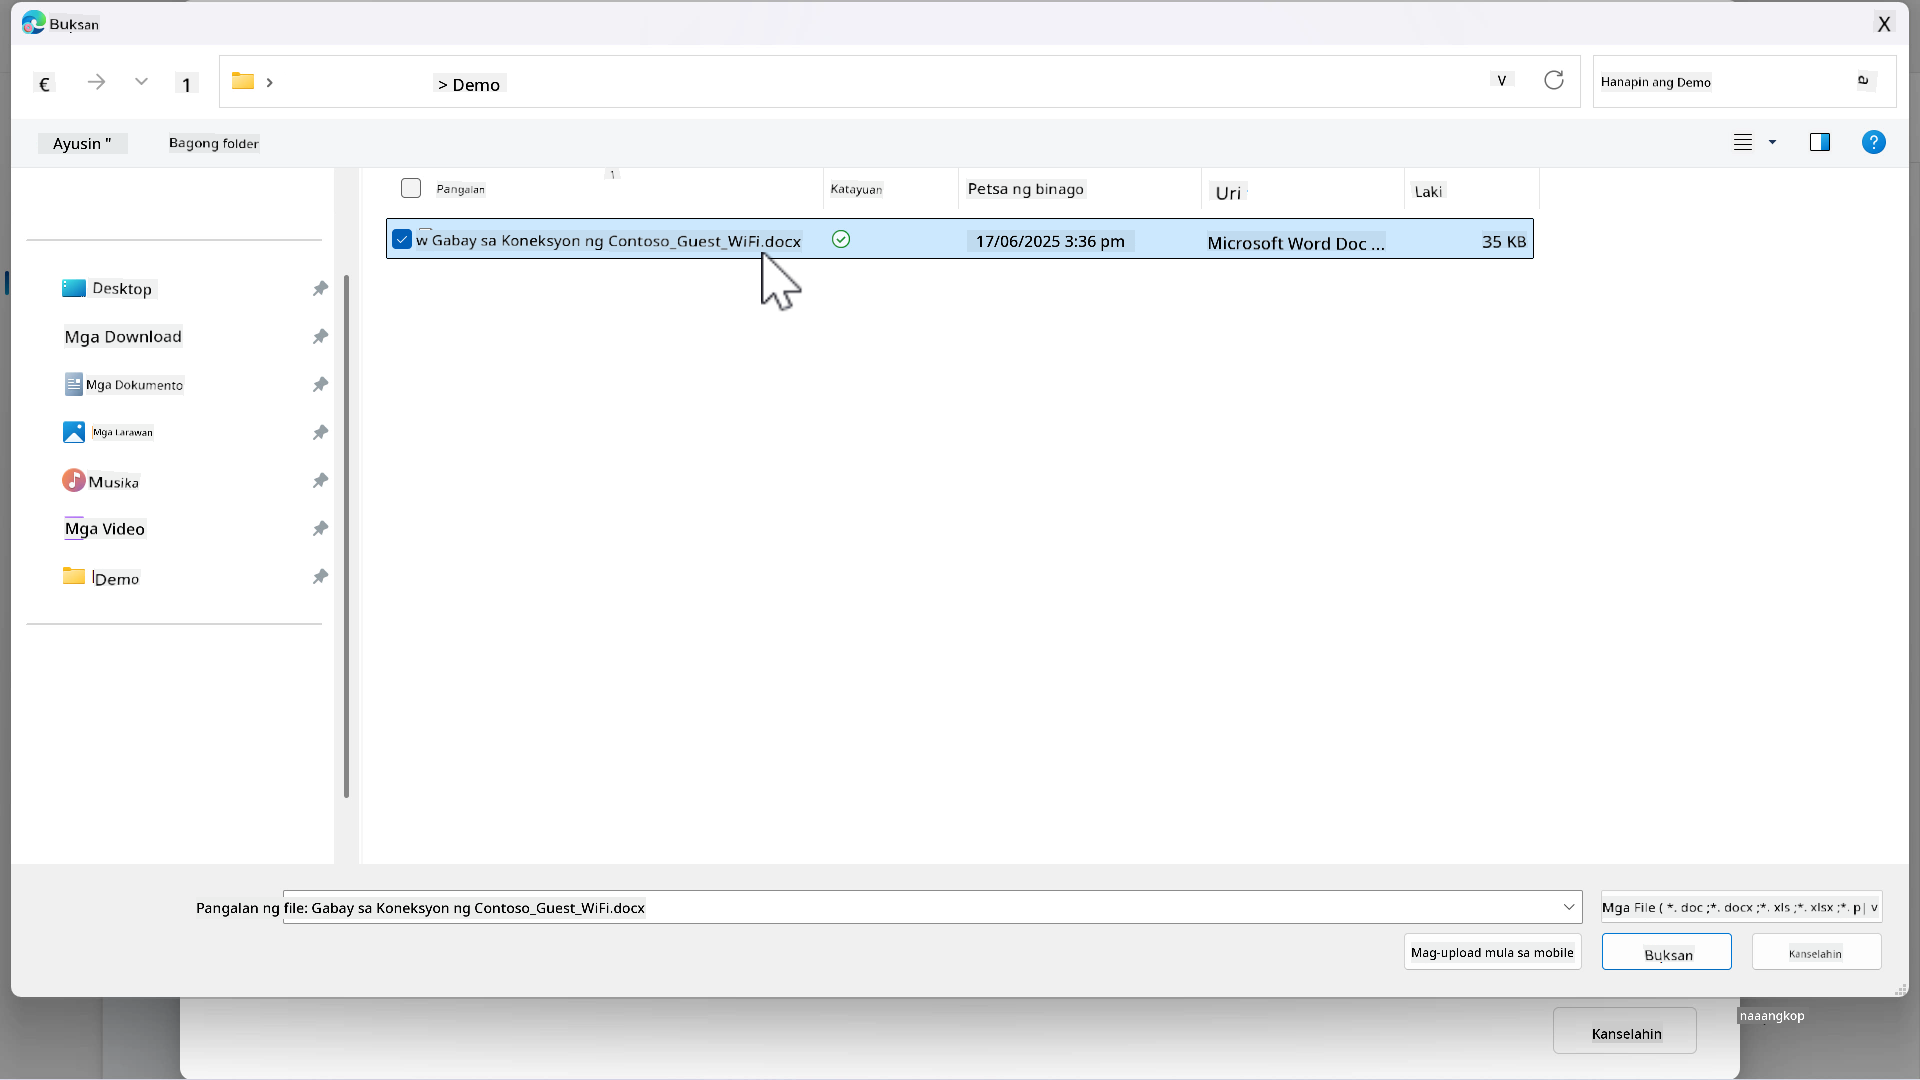 Buksan
X
€ 1 > Demo V Hanapin ang Demo
Ayusin " Bagong folder
Pangalan 1 Katayuan Petsa ng binago Uri Laki
w Gabay sa Koneksyon ng Contoso_Guest_WiFi.docx 17/06/2025 3:36 pm Microsoft Word Doc ... 35 KB
Desktop
Mga Download
Mga Dokumento
Mga Larawan
Musika
Mga Video
Demo
Pangalan ng file: Gabay sa Koneksyon ng Contoso_Guest_WiFi.docx
Mga File ( *. doc ;*. docx ;*. xls ;*. xlsx ;*. p| v
Mag-upload mula sa mobile
Buksan
Kanselahin
naaangkop
Kanselahin